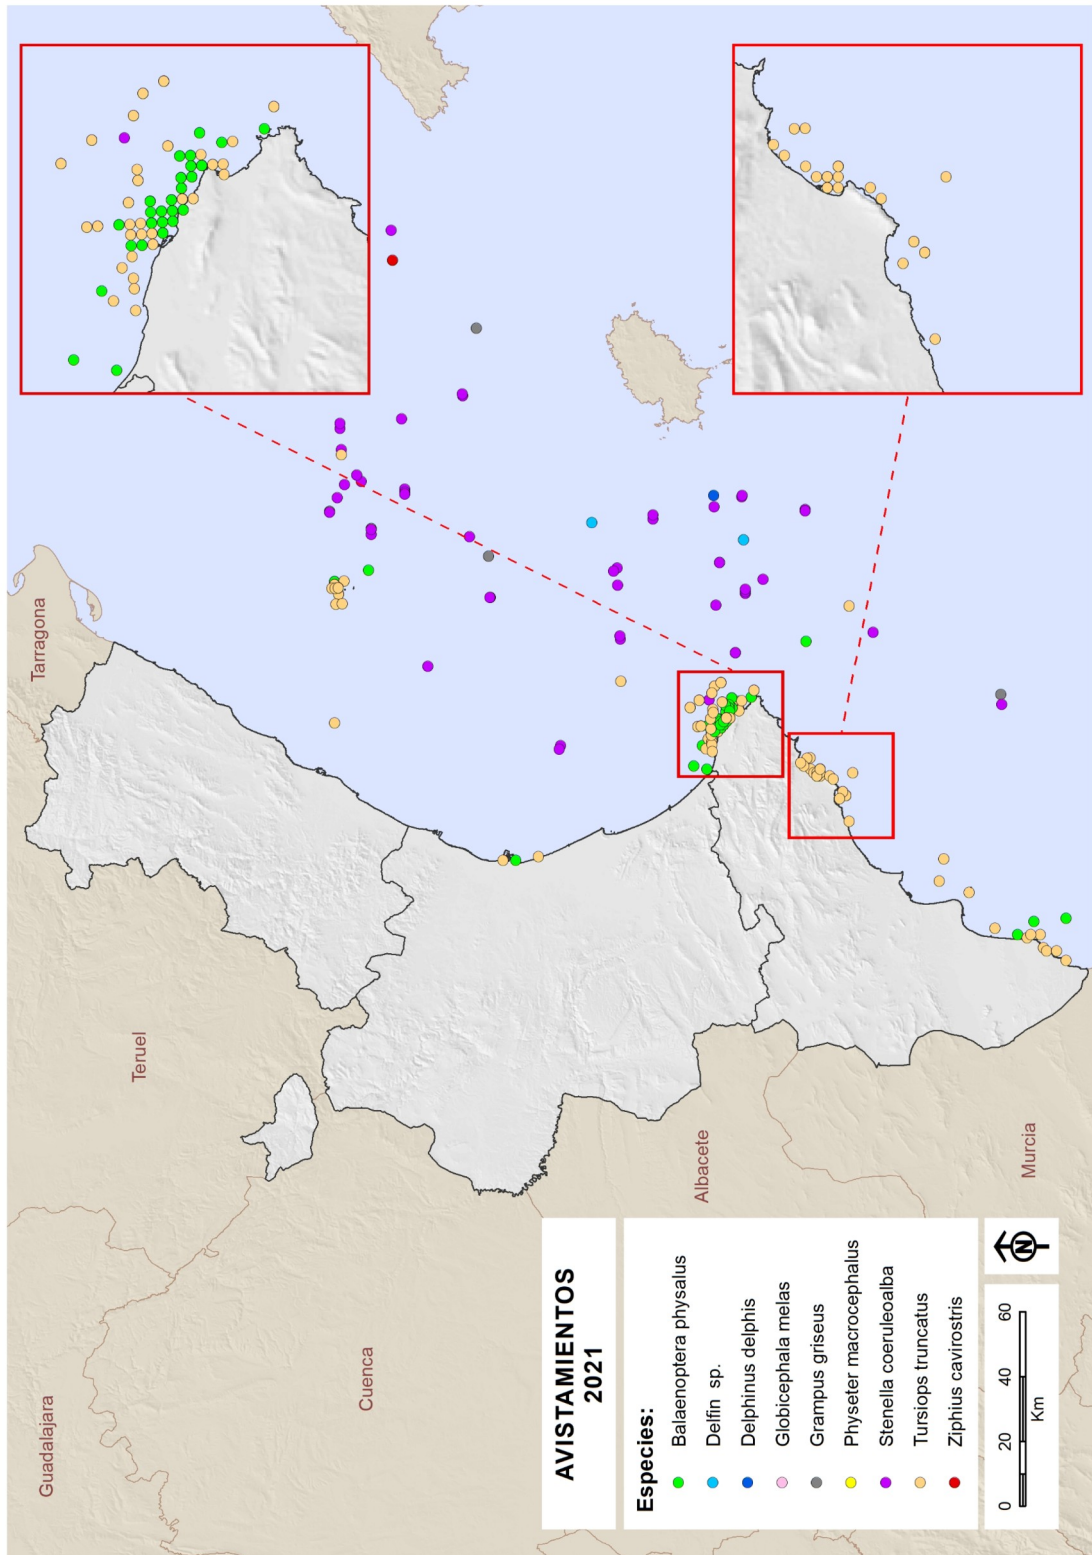 Guadalajara
Tarragona
Teruel
Cuenca
Albacete
Murcia
AVISTAMIENTOS
2021
Especies:
Balaenoptera physalus
Delfin sp.
Delphinus delphis
Globicephala melas
Grampus griseus
Physeter macrocephalus
Stenella coeruleoalba
Tursiops truncatus
Ziphius cavirostris
0 20 40 60
Km
N